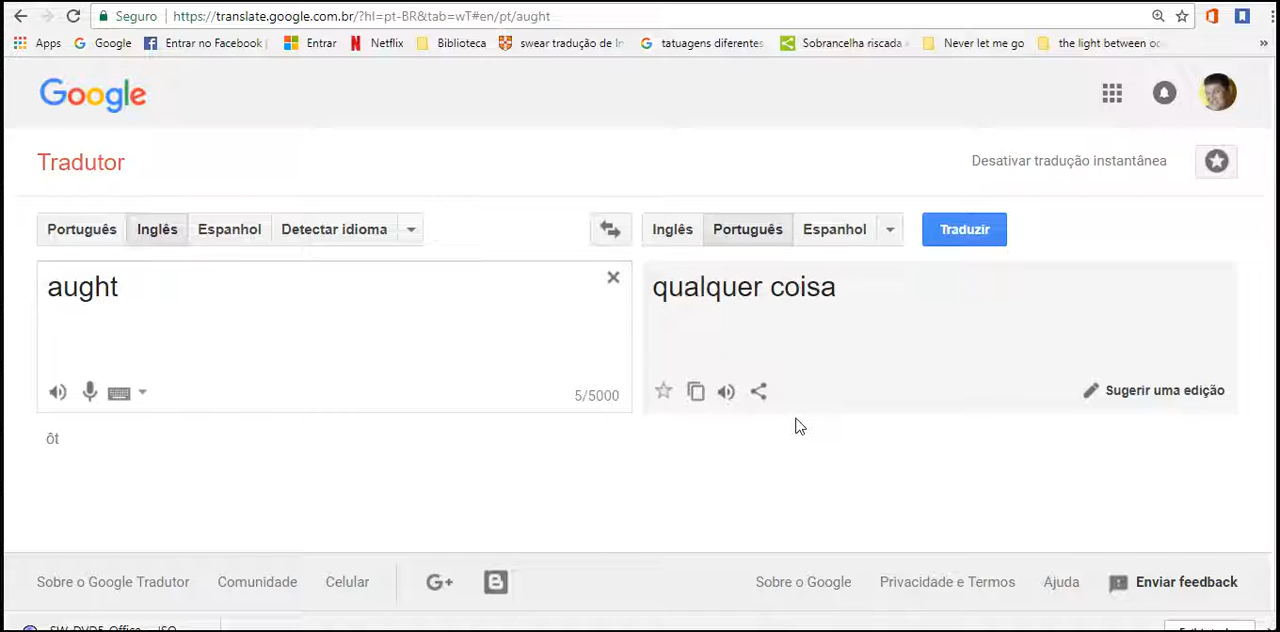 Seguro https://translate.google.com.br/?hl=pt-BR&tab=wT#en/pt/aught
Apps Google Entrar no Facebook Entrar Netflix Biblioteca swear tradução de In tatuagens diferentes Sobrancelha riscada Never let me go the light between oc »
Google
Tradutor Desativar tradução instantânea
Português Inglês Espanhol Detectar idioma Inglês Português Espanhol Traduzir
aught qualquer coisa
5/5000 Sugerir uma edição
ôt
Sobre o Google Tradutor Comunidade Celular G+ B Sobre o Google Privacidade e Termos Ajuda Enviar feedback
SW_DVD5_Office